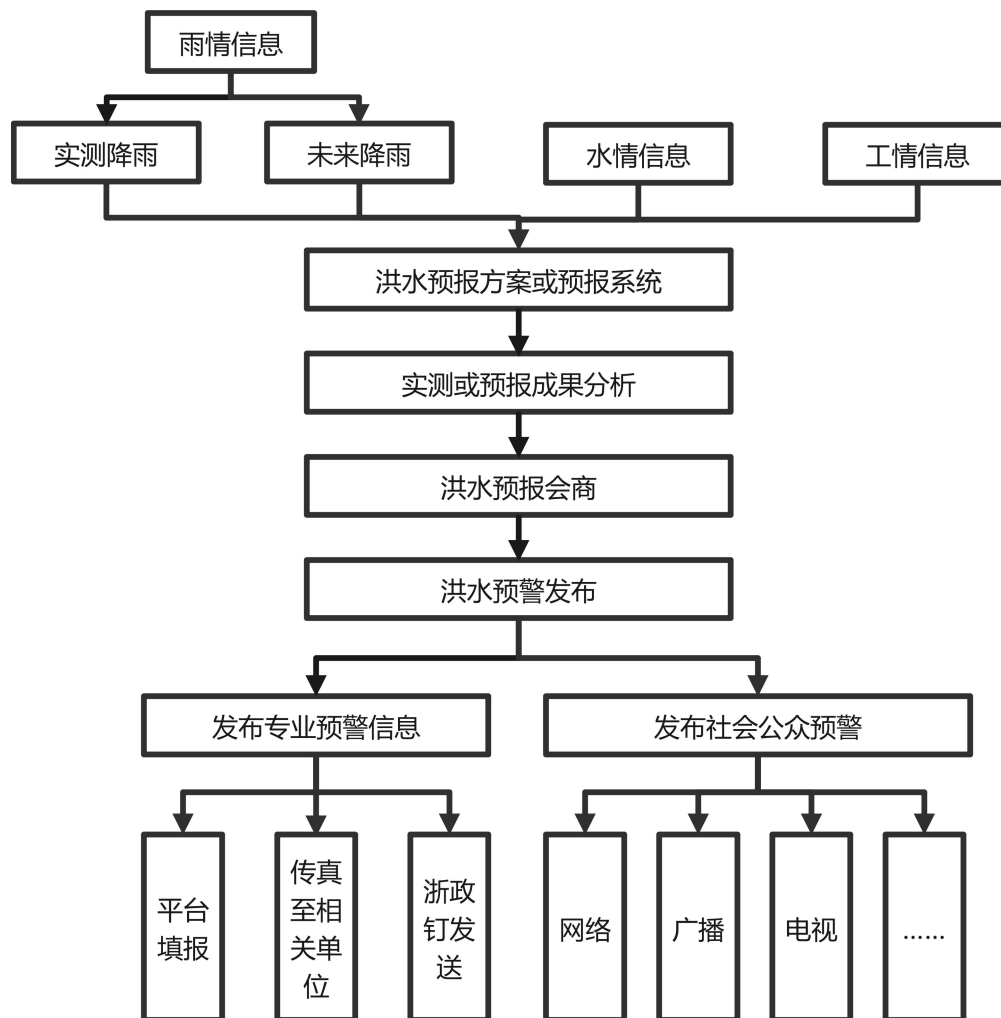 雨情信息
实测降雨
未来降雨
水情信息
工情信息
洪水预报方案或预报系统
实测或预报成果分析
洪水预报会商
洪水预警发布
发布专业预警信息
发布社会公众预警
平台
填报
传真
至相
关单
位
浙政
钉发
送
网络
广播
电视
……